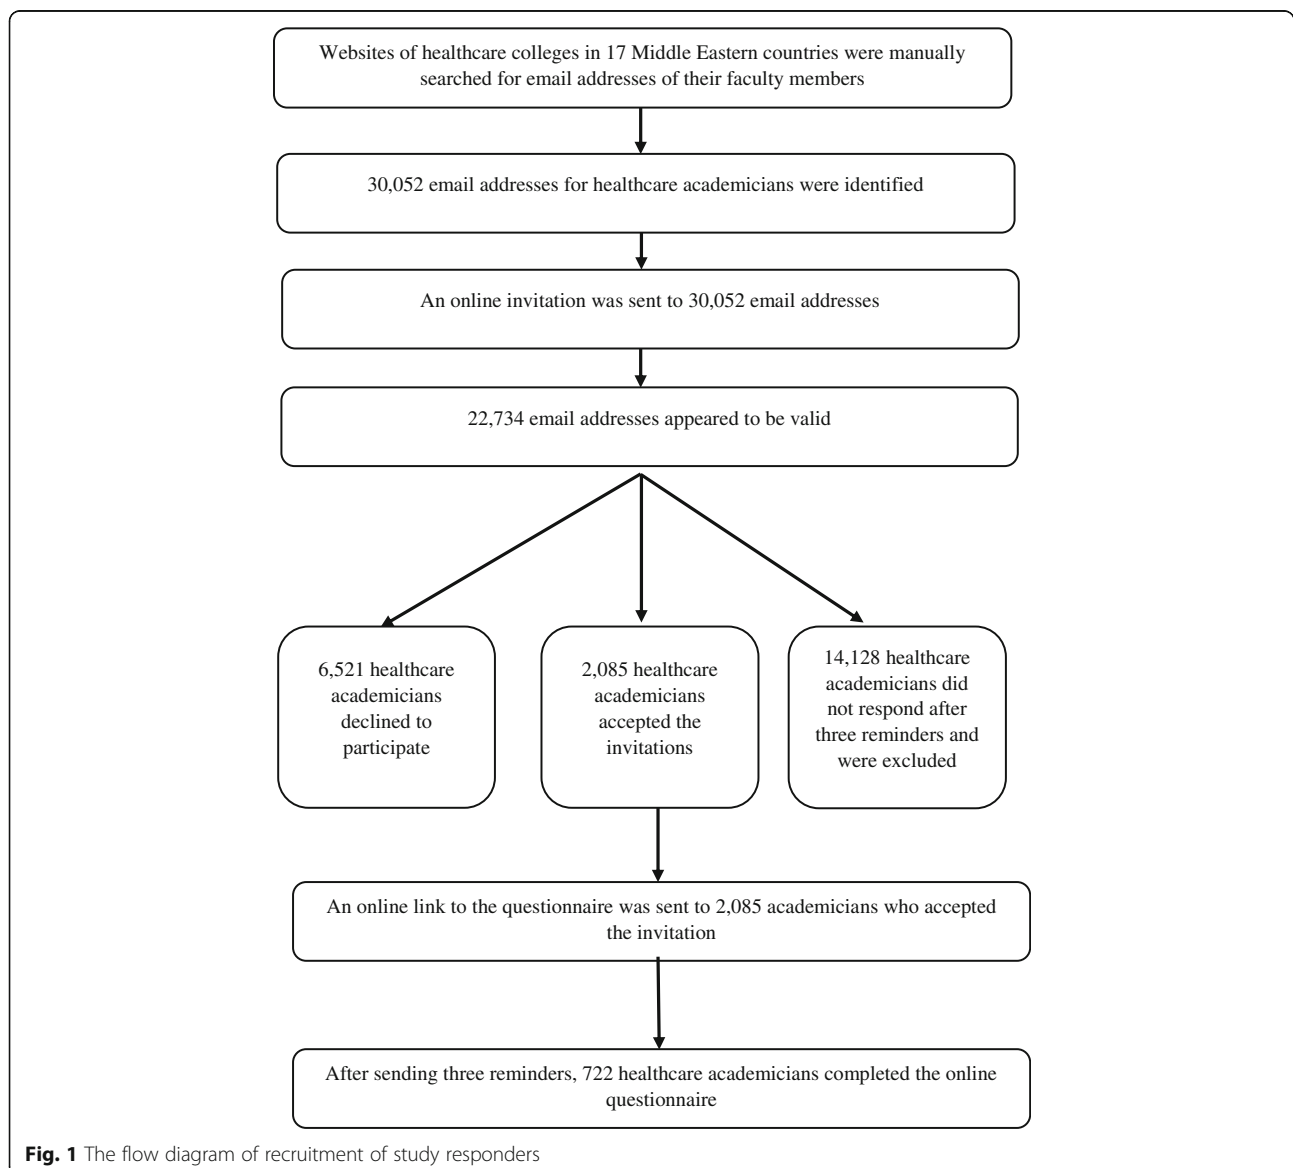 Websites of healthcare colleges in 17 Middle Eastern countries were manually
searched for email addresses of their faculty members
30,052 email addresses for healthcare academicians were identified
An online invitation was sent to 30,052 email addresses
22,734 email addresses appeared to be valid
6,521 healthcare
academicians
declined to
participate
2,085 healthcare
academicians
accepted the
invitations
14,128 healthcare
academicians did
not respond after
three reminders and
were excluded
An online link to the questionnaire was sent to 2,085 academicians who accepted
the invitation
After sending three reminders, 722 healthcare academicians completed the online
questionnaire
Fig. 1 The flow diagram of recruitment of study responders